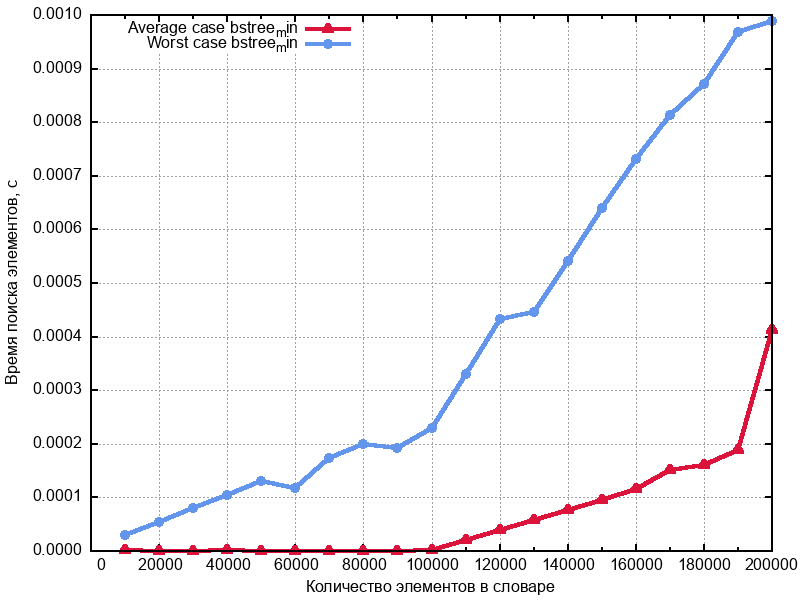 Average case bstree_min
Worst case bstree_min
0.0010
0.0009
0.0008
0.0007
0.0006
0.0005
0.0004
0.0003
0.0002
0.0001
0.0000
0 20000 40000 60000 80000 100000 120000 140000 160000 180000 200000
Количество элементов в словаре
Время поиска элементов, с